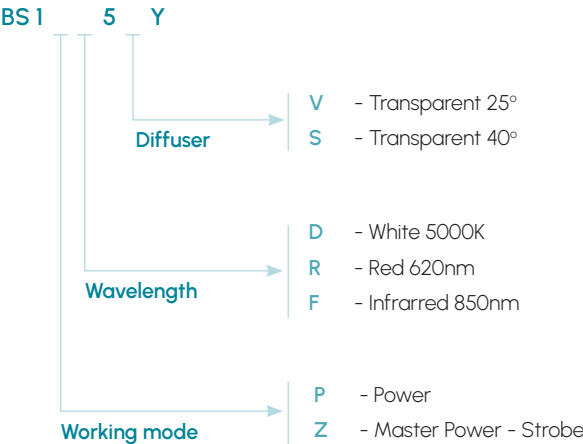 BS 1 5 Y
V - Transparent 25°
Diffuser
S - Transparent 40°
D - White 5000K
R - Red 620nm
Wavelength
F - Infrarred 850nm
P - Power
Working mode
Z - Master Power - Strobe